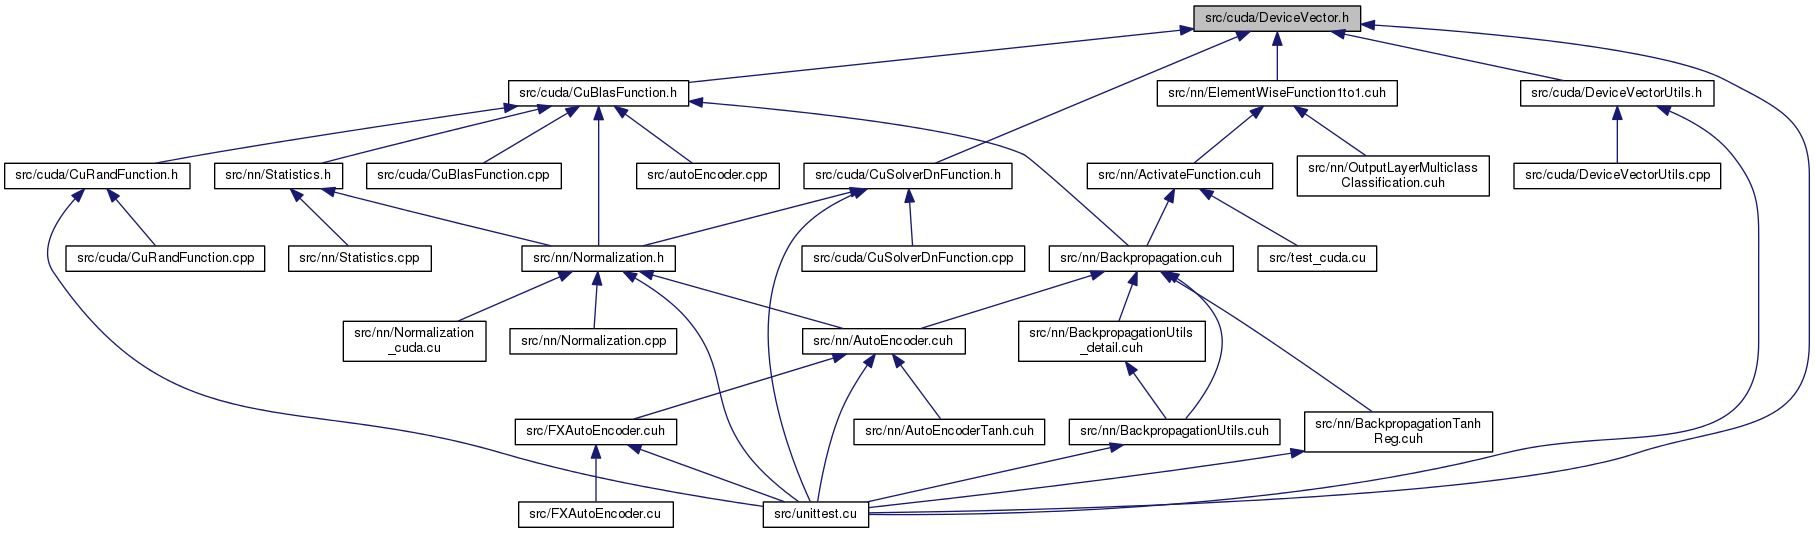 src/cuda/DeviceVector.h
src/cuda/CuBlasFunction.h
src/nn/ElementWiseFunction1to1.cuh
src/cuda/DeviceVectorUtils.h
src/cuda/CuRandFunction.h
src/nn/Statistics.h
src/cuda/CuBlasFunction.cpp
src/autoEncoder.cpp
src/cuda/CuSolverDnFunction.h
src/nn/ActivateFunction.cuh
src/nn/OutputLayerMulticlass
Classification.cuh
src/cuda/DeviceVectorUtils.cpp
src/cuda/CuRandFunction.cpp
src/nn/Statistics.cpp
src/nn/Normalization.h
src/cuda/CuSolverDnFunction.cpp
src/nn/Backpropagation.cuh
src/test_cuda.cu
src/nn/Normalization
_cuda.cu
src/nn/Normalization.cpp
src/nn/AutoEncoder.cuh
src/nn/BackpropagationUtils
_detail.cuh
src/FXAutoEncoder.cuh
src/nn/AutoEncoderTanh.cuh
src/nn/BackpropagationUtils.cuh
src/nn/BackpropagationTanh
Reg.cuh
src/FXAutoEncoder.cu
src/unittest.cu